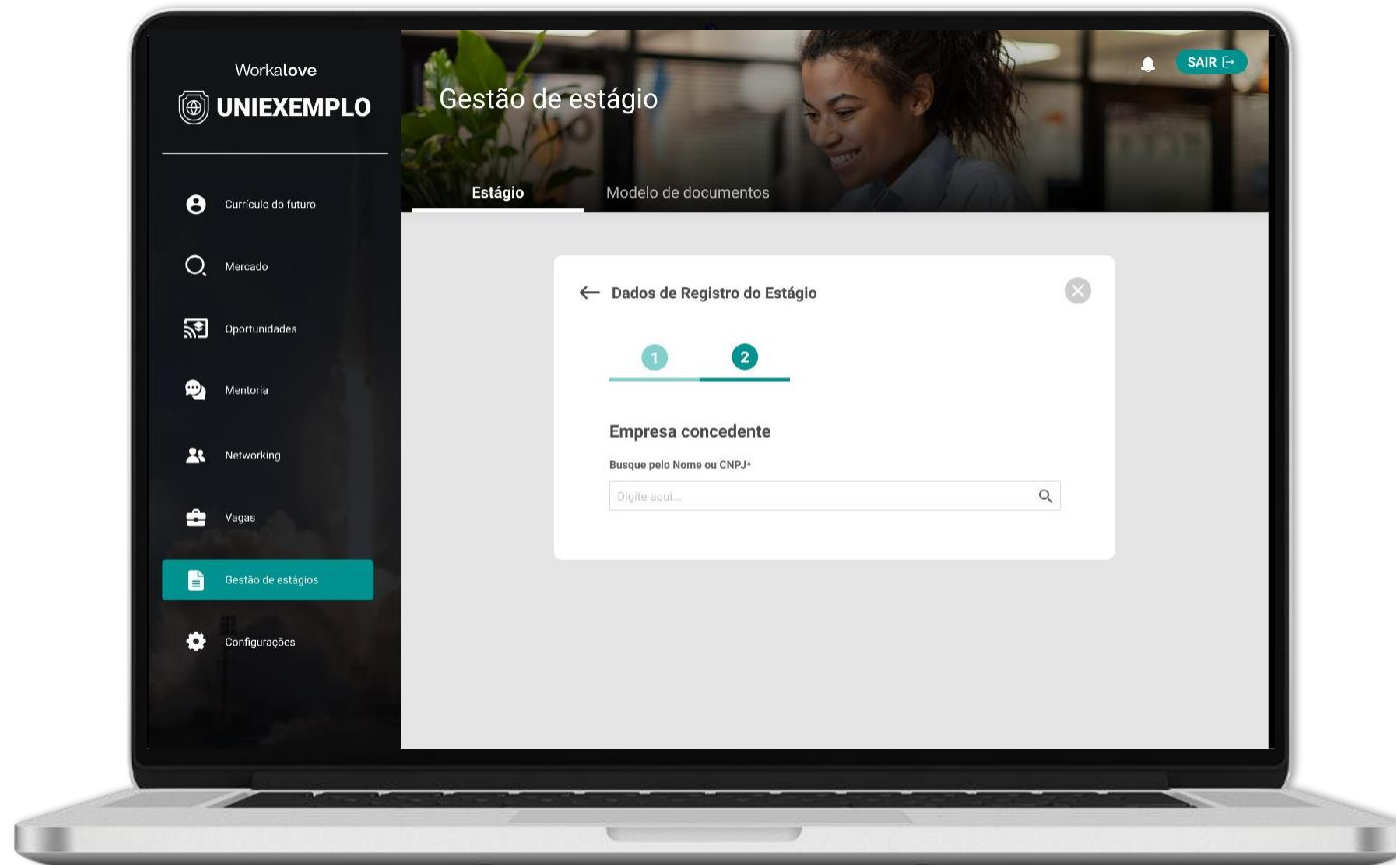 Workalove
UNIEXEMPLO
Currículo do futuro
Mercado
Oportunidades
Mentoria
Networking
Vagas
Gestão de estágios
Configurações
SAIR
Gestão de estágio
Estágio
Modelo de documentos
Dados de Registro do Estágio
1
2
Empresa concedente
Busque pelo Nome ou CNPJ*
Digite aqui...